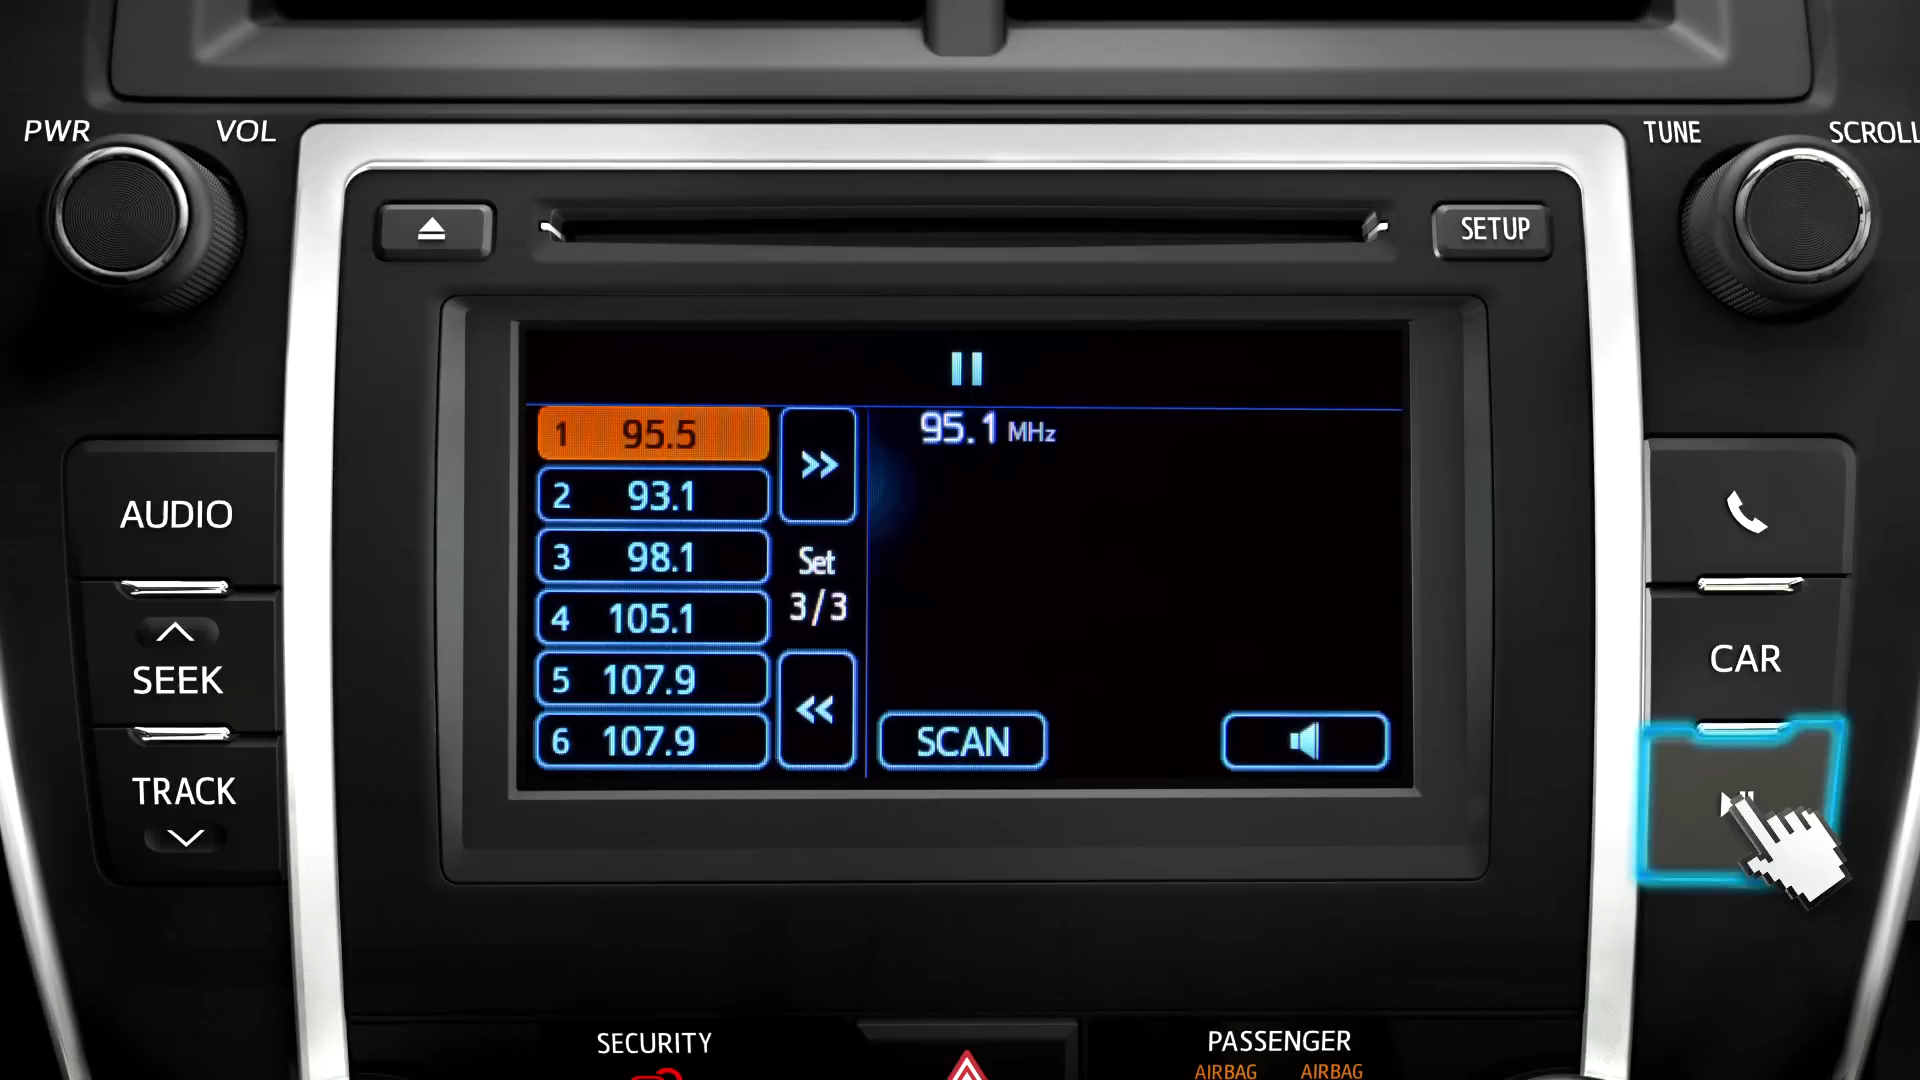 PWR VOL
TUNE SCROLL
SETUP
1 95.5
95.1 MHz
2 93.1
3 98.1
Set
3/3
4 105.1
5 107.9
6 107.9
SCAN
AUDIO
SEEK
TRACK
CAR
SECURITY
PASSENGER
AIRBAG AIRBAG